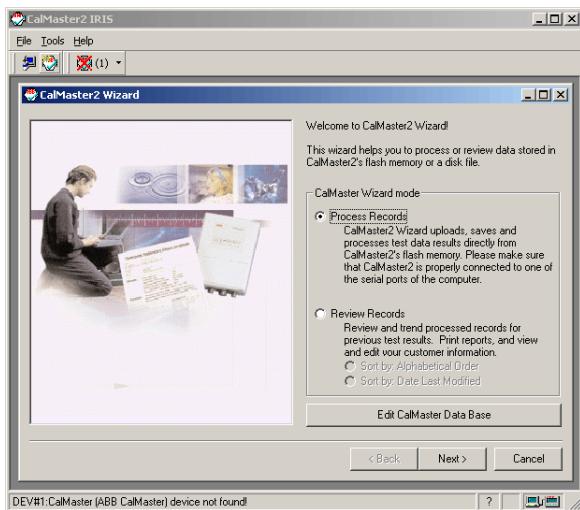 CalMaster2 IRIS
File Tools Help
(1)
CalMaster2 Wizard
Welcome to CalMaster2 Wizard!
This wizard helps you to process or review data stored in
CalMaster2's flash memory or a disk file.
CalMaster Wizard mode
Process Records
CalMaster2 Wizard uploads, saves and
processes test data results directly from
CalMaster2's flash memory. Please make sure
that CalMaster2 is properly connected to one of
the serial ports of the computer.
Review Records
Review and trend processed records for
previous test results. Print reports, and view
and edit your customer information.
Sort by: Alphabetical Order
Sort by: Date Last Modified
Edit CalMaster Data Base
< Back Next > Cancel
DEV#1:CalMaster (ABB CalMaster) device not found! ?